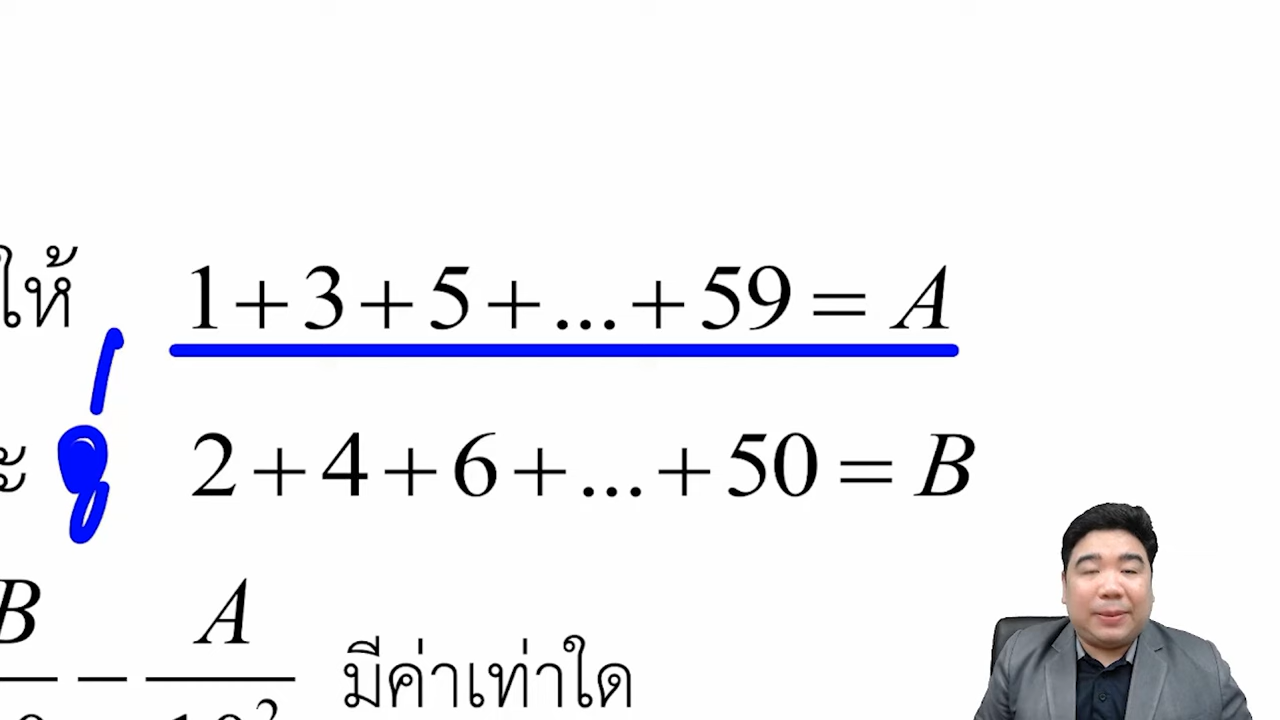 ให้ 1+3+5+...+59 = A
2+4+6+...+50 = B
B − A มีค่าเท่าใด